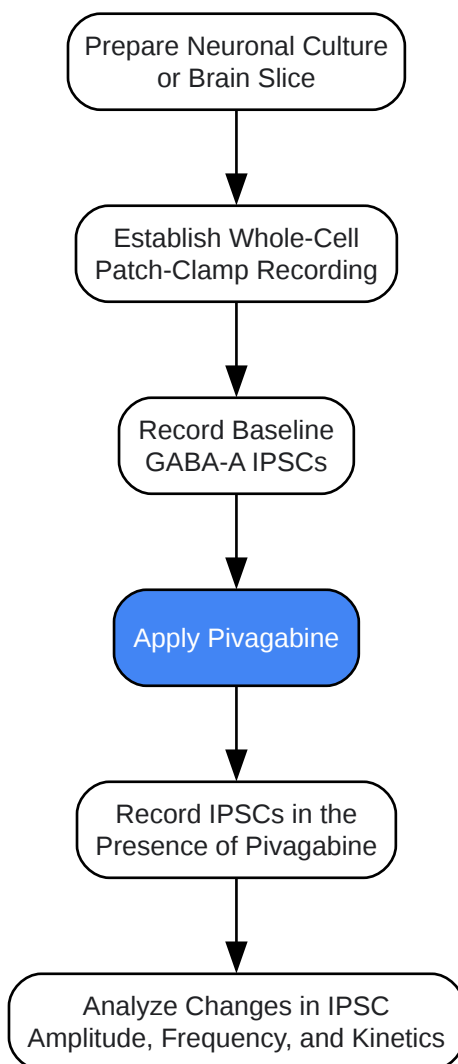 Prepare Neuronal Culture
or Brain Slice
Establish Whole-Cell
Patch-Clamp Recording
Record Baseline
GABA-A IPSCs
Apply Pivagabine
Record IPSCs in the
Presence of Pivagabine
Analyze Changes in IPSC
Amplitude, Frequency, and Kinetics